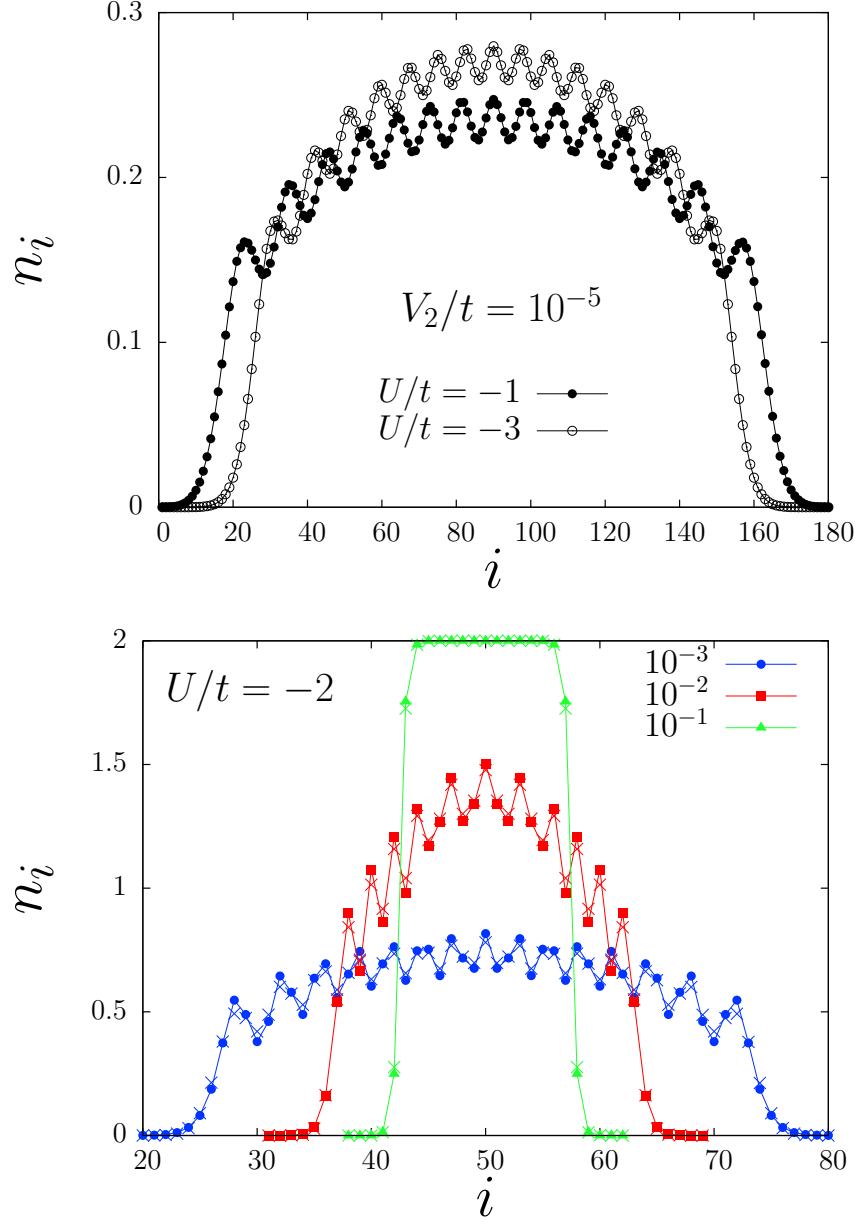 0.3
0.2
0.1
0
n_i
V_2/t = 10^{-5}
U/t = −1
U/t = −3
0 20 40 60 80 100 120 140 160 180
i
2
1.5
1
0.5
0
n_i
U/t = −2
10^{-3}
10^{-2}
10^{-1}
20 30 40 50 60 70 80
i